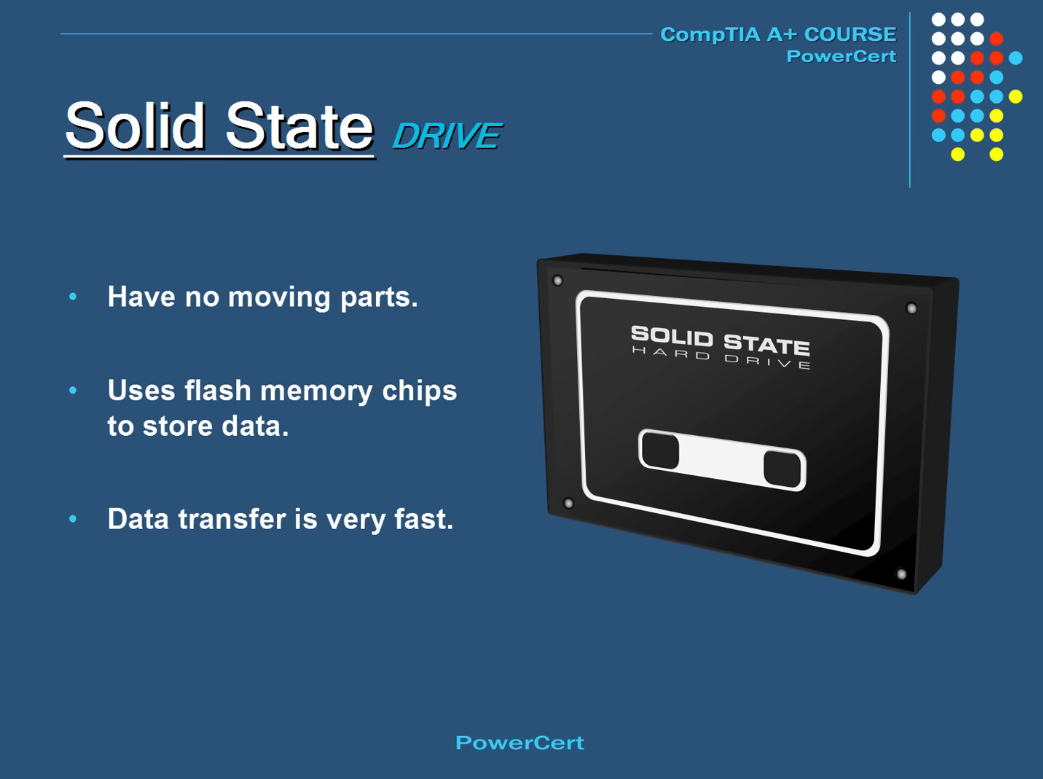 CompTIA A+ COURSE
PowerCert
Solid State DRIVE
• Have no moving parts.
• Uses flash memory chips
to store data.
• Data transfer is very fast.
SOLID STATE
HARD DRIVE
PowerCert